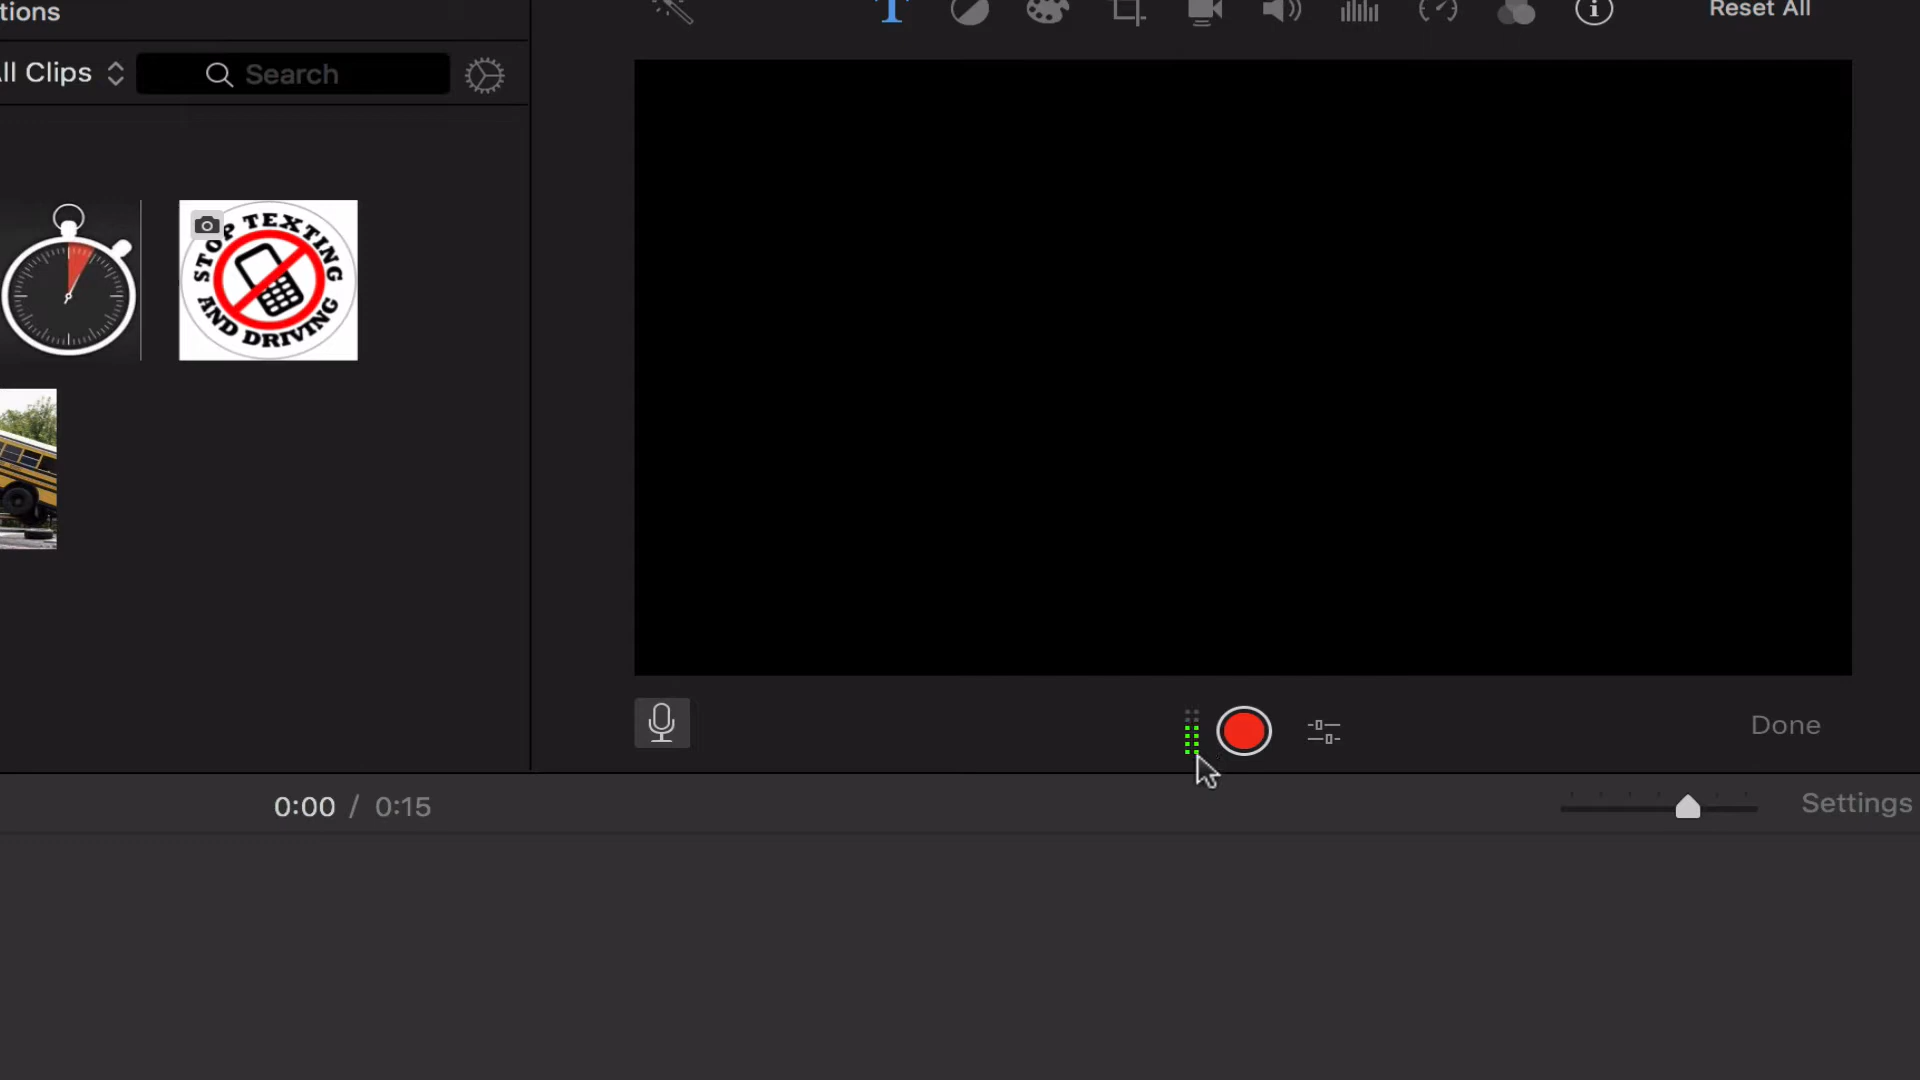 tions
Reset All
ll Clips
Search
STOP TEXTING
AND DRIVING
Done
0:00 / 0:15
Settings